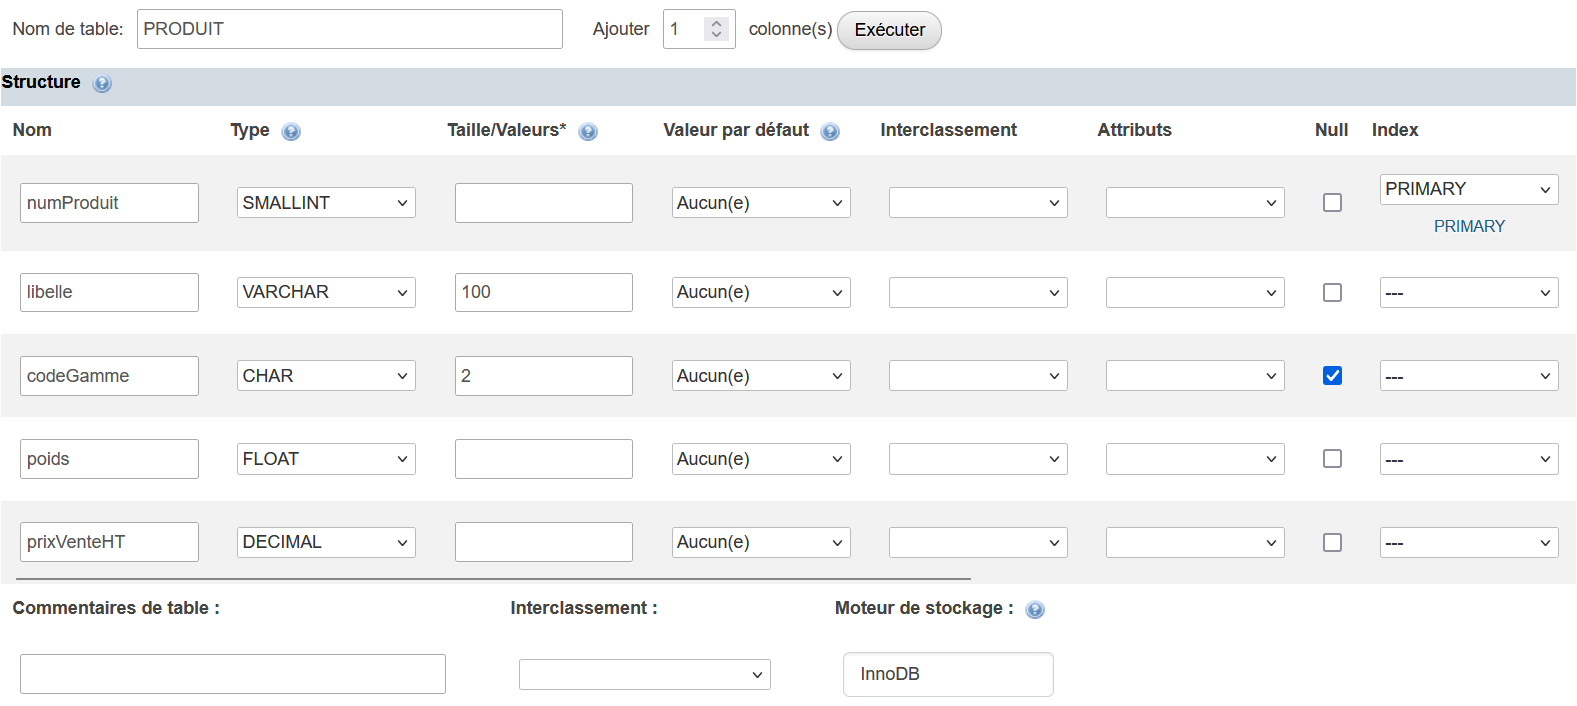 Nom de table: PRODUIT Ajouter 1 colonne(s) Exécuter
Structure
Nom Type Taille/Valeurs* Valeur par défaut Interclassement Attributs Null Index
numProduit SMALLINT Aucun(e) PRIMARY
PRIMARY
libelle VARCHAR 100 Aucun(e) ---
codeGamme CHAR 2 Aucun(e) ---
poids FLOAT Aucun(e) ---
prixVenteHT DECIMAL Aucun(e) ---
Commentaires de table : Interclassement : Moteur de stockage :
InnoDB